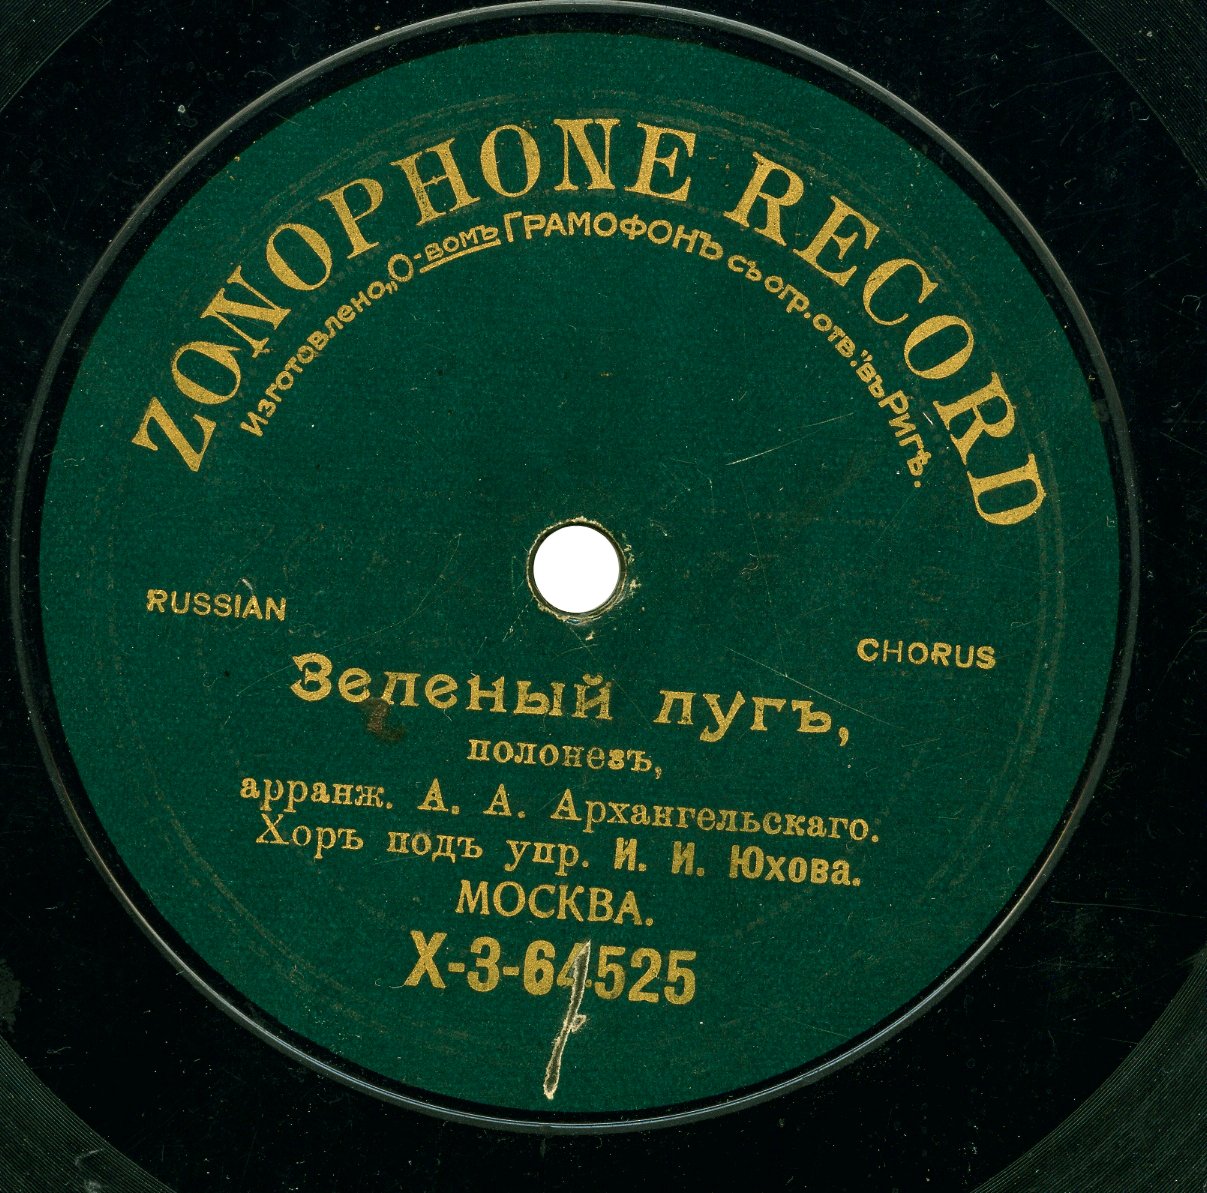 ZONOPHONE RECORD
Изготовлено „О-вомъ Грамофонъ съ огр. отв." въ Ригѣ.
RUSSIAN
CHORUS
Зеленый лугъ,
полонезъ,
арранж. А. А. Архангельскаго.
Хоръ подъ упр. И. И. Юхова.
МОСКВА.
X-3-64525